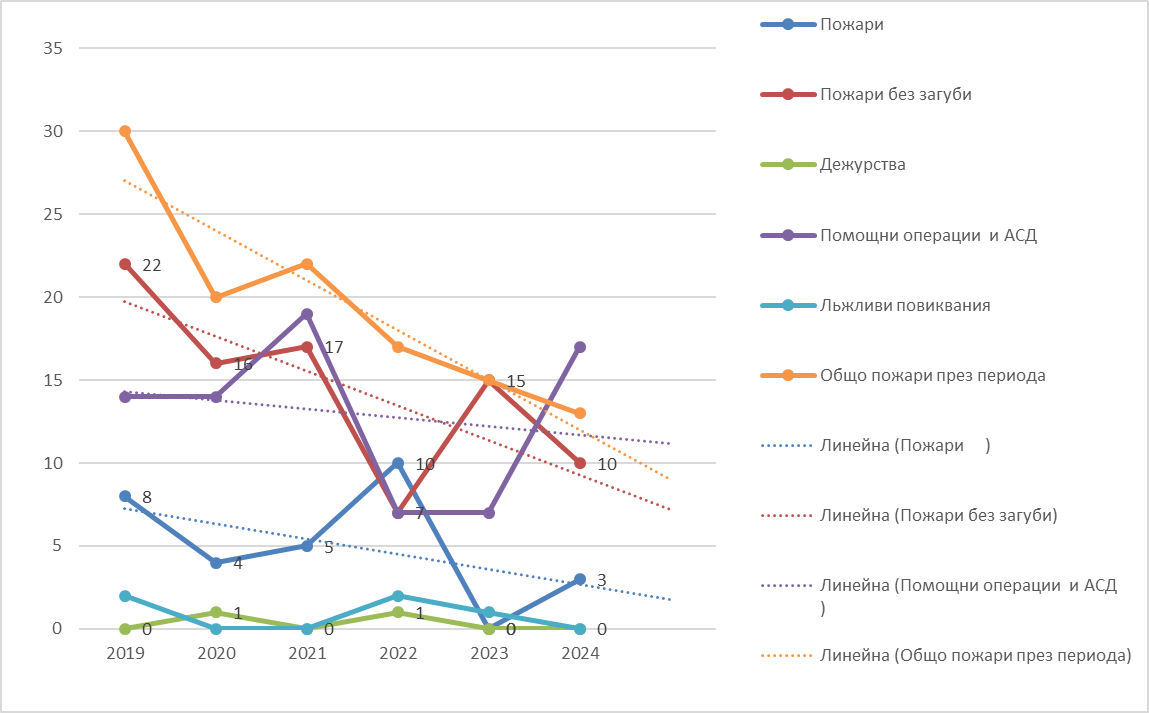 35
30
25
20
15
10
5
0
22
16
17
15
10
8
4
5
10
7
3
0
1
0
1
0
0
2019 2020 2021 2022 2023 2024
Пожари
Пожари без загуби
Дежурства
Помощни операции и АСД
Лъжливи повиквания
Общо пожари през периода
Линейна (Пожари )
Линейна (Пожари без загуби)
Линейна (Помощни операции и АСД
)
Линейна (Общо пожари през периода)